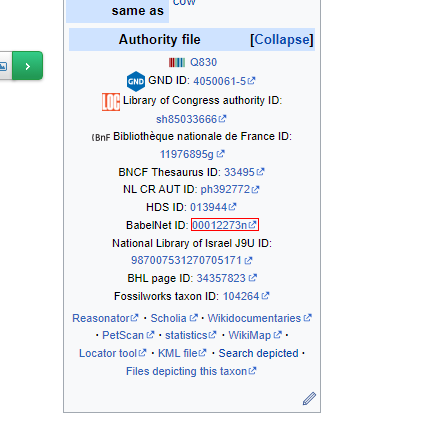 same as
cow
Authority file [Collapse]
Q830
GND GND ID: 4050061-5
Library of Congress authority ID:
sh85033666
(BnF Bibliothèque nationale de France ID:
11976895g
BNCF Thesaurus ID: 33495
NL CR AUT ID: ph392772
HDS ID: 013944
BabelNet ID: 00012273n
National Library of Israel J9U ID:
987007531270705171
BHL page ID: 34357823
Fossilworks taxon ID: 104264
Reasonator · Scholia · Wikidocumentaries
· PetScan · statistics · WikiMap ·
Locator tool · KML file · Search depicted ·
Files depicting this taxon